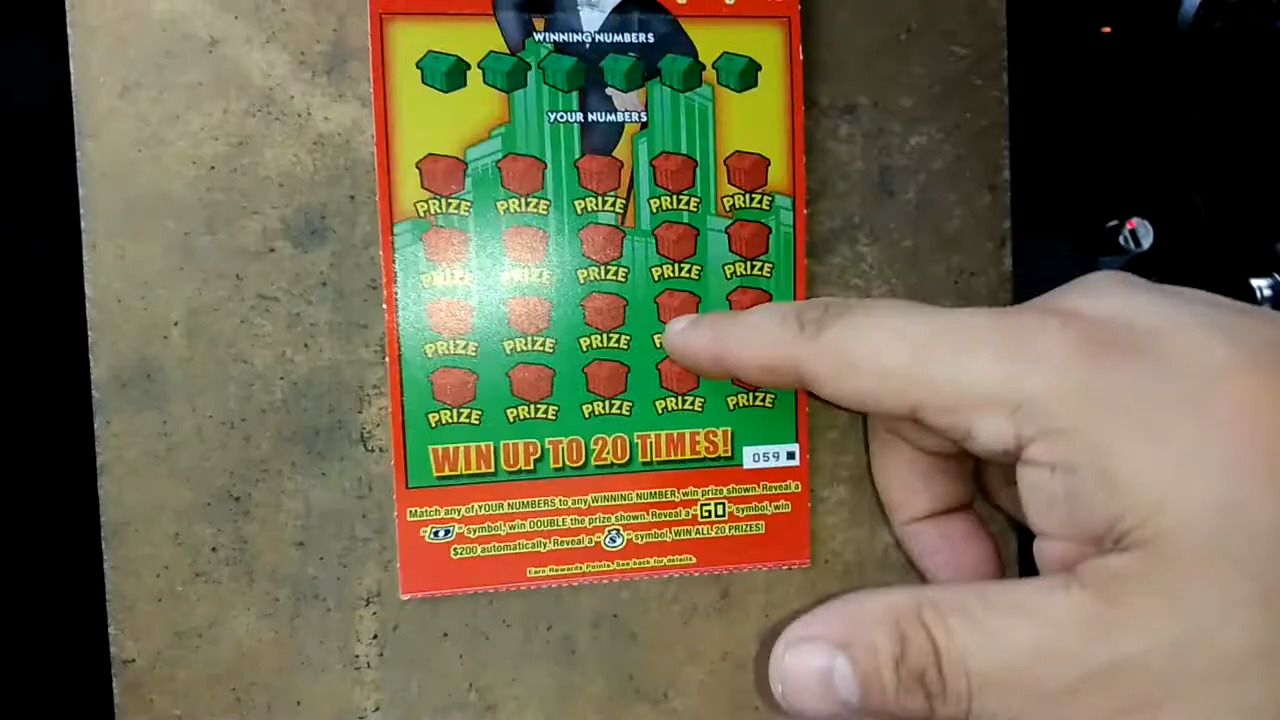 WINNING NUMBERS
YOUR NUMBERS
PRIZE PRIZE PRIZE PRIZE PRIZE
PRIZE PRIZE PRIZE PRIZE PRIZE
PRIZE PRIZE PRIZE
PRIZE PRIZE PRIZE PRIZE PRIZE
WIN UP TO 20 TIMES!
059
Match any of YOUR NUMBERS to any WINNING NUMBER, win prize shown. Reveal a
" " symbol, win DOUBLE the prize shown. Reveal a "GO" symbol, win
$200 automatically. Reveal a "$" symbol, WIN ALL 20 PRIZES!
Earn Rewards Points. See back for details.